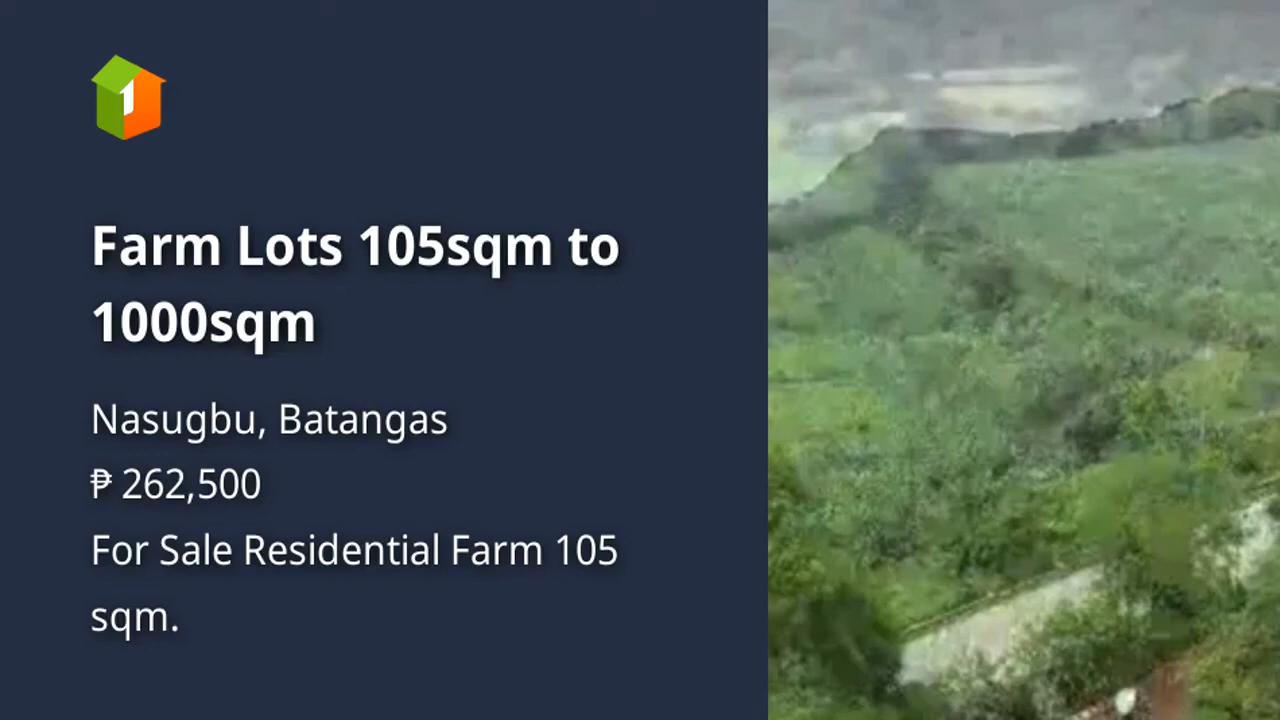 Farm Lots 105sqm to
1000sqm
Nasugbu, Batangas
₱ 262,500
For Sale Residential Farm 105
sqm.